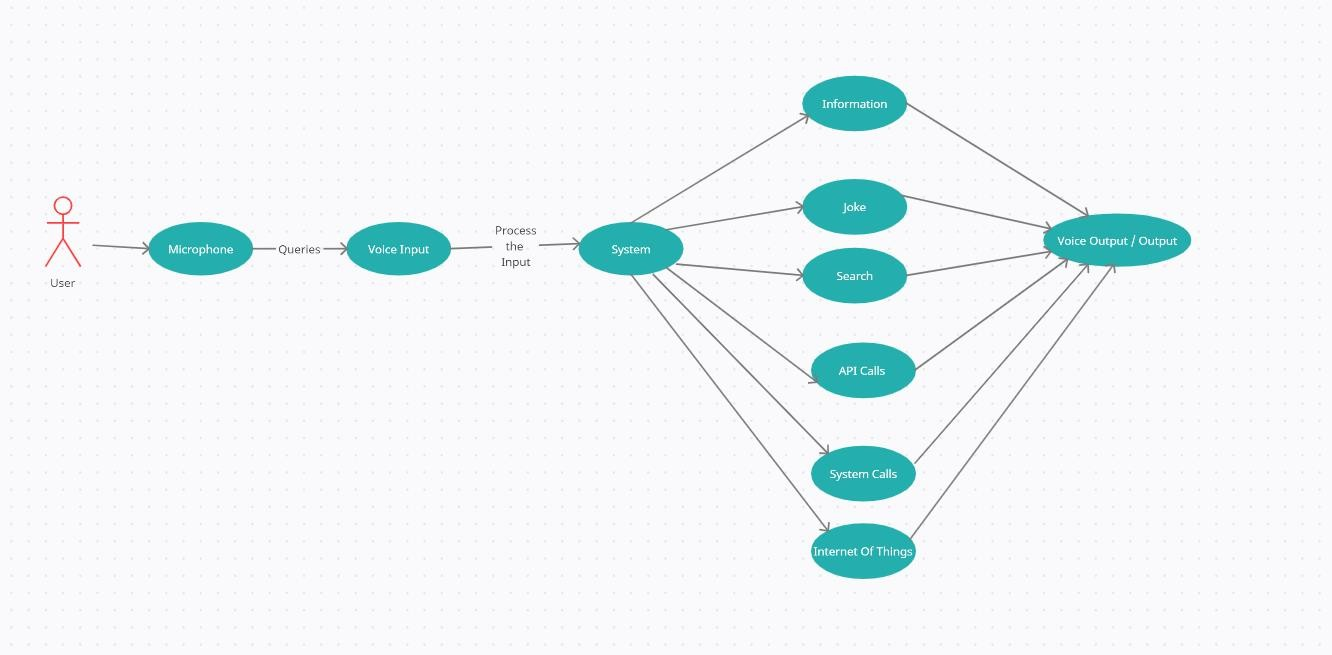 User
Microphone
Queries
Voice Input
Process
the
Input
System
Information
Joke
Search
API Calls
System Calls
Internet Of Things
Voice Output / Output